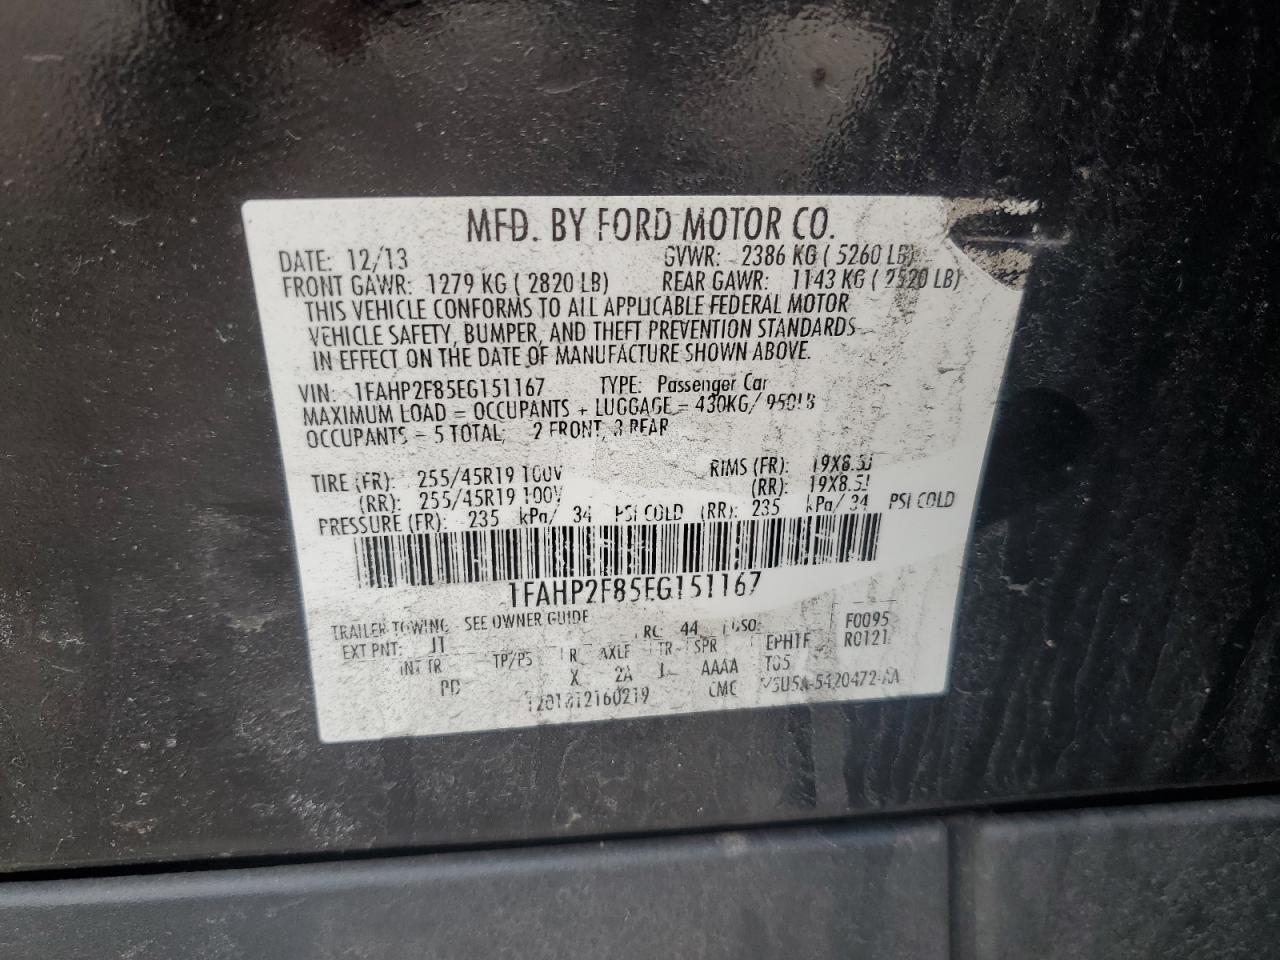 MFD. BY FORD MOTOR CO.
DATE: 12/13 GVWR: 2386 KG ( 5260 LB)
FRONT GAWR: 1279 KG ( 2820 LB) REAR GAWR: 1143 KG ( 2520 LB)
THIS VEHICLE CONFORMS TO ALL APPLICABLE FEDERAL MOTOR
VEHICLE SAFETY, BUMPER, AND THEFT PREVENTION STANDARDS
IN EFFECT ON THE DATE OF MANUFACTURE SHOWN ABOVE.
VIN: 1FAHP2F85EG151167 TYPE: Passenger Car
MAXIMUM LOAD = OCCUPANTS + LUGGAGE = 430KG/ 950LB
OCCUPANTS = 5 TOTAL; 2 FRONT, 3 REAR
TIRE (FR): 255/45R19 100V RIMS (FR): 19X8.5J
(RR): 255/45R19 100V (RR): 19X8.5J
PRESSURE (FR): 235 kPa/ 34 PSI COLD (RR): 235 kPa/ 34 PSI COLD
1FAHP2F85EG151167
TRAILER TOWING SEE OWNER GUIDE
EXT PNT: JT RC: 44 DSO: F0095
EPH1F R0121
INT TR TP/PS R AXLE TR SPR T05
PD X 2A J AAAA
CMC